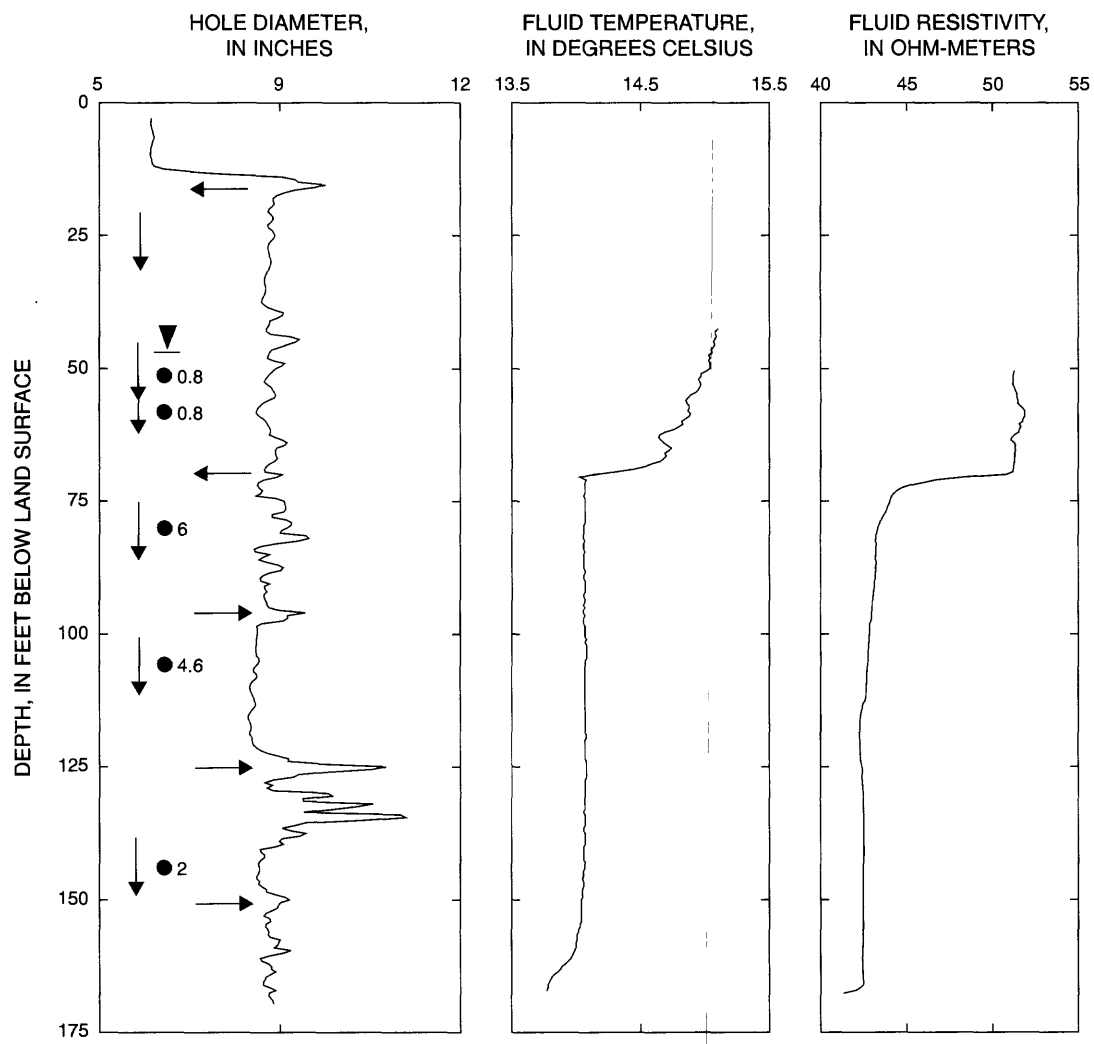 HOLE DIAMETER, IN INCHES
FLUID TEMPERATURE, IN DEGREES CELSIUS
FLUID RESISTIVITY, IN OHM-METERS
5 9 12
13.5 14.5 15.5
40 45 50 55
DEPTH, IN FEET BELOW LAND SURFACE
0
25
50
75
100
125
150
175
0.8
0.8
6
4.6
2